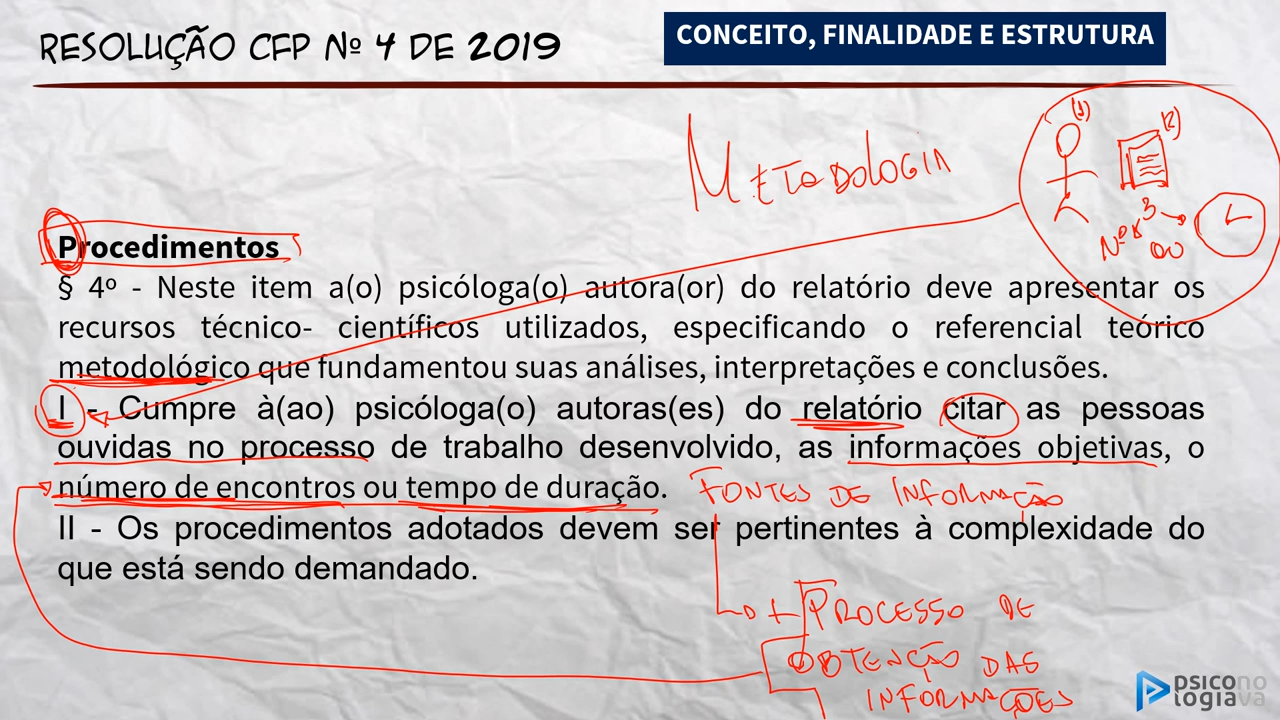 RESOLUÇÃO CFP Nº 4 DE 2019
CONCEITO, FINALIDADE E ESTRUTURA
METODOLOGIA
(1)
(2)
Procedimentos
§ 4º - Neste item a(o) psicóloga(o) autora(or) do relatório deve apresentar os
recursos técnico- científicos utilizados, especificando o referencial teórico
metodológico que fundamentou suas análises, interpretações e conclusões.
I - Cumpre à(ao) psicóloga(o) autoras(es) do relatório citar as pessoas
ouvidas no processo de trabalho desenvolvido, as informações objetivas, o
número de encontros ou tempo de duração.
FONTES DE INFORMAÇÃO
II - Os procedimentos adotados devem ser pertinentes à complexidade do
que está sendo demandado.
+ PROCESSO DE
OBTENÇÃO DAS
INFORMAÇÕES
psicono
logiava